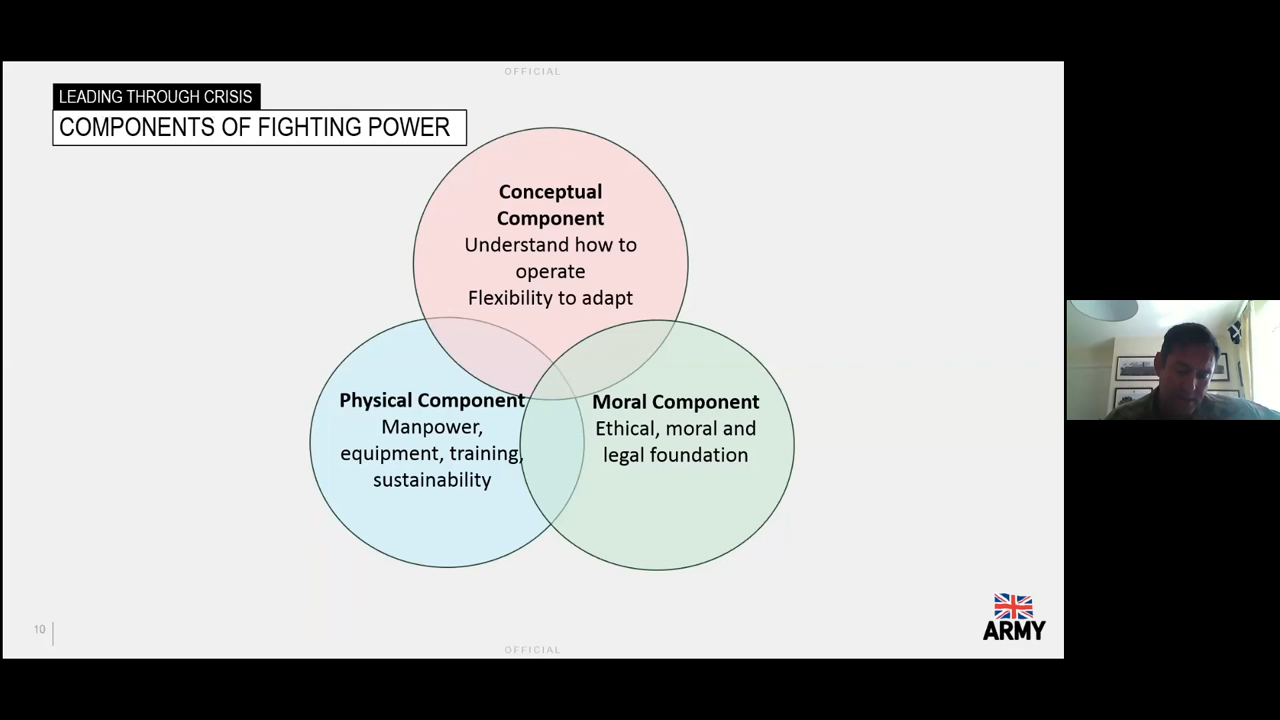 OFFICIAL
LEADING THROUGH CRISIS
COMPONENTS OF FIGHTING POWER
Conceptual
Component
Understand how to
operate
Flexibility to adapt
Physical Component
Manpower,
equipment, training,
sustainability
Moral Component
Ethical, moral and
legal foundation
10
OFFICIAL
ARMY